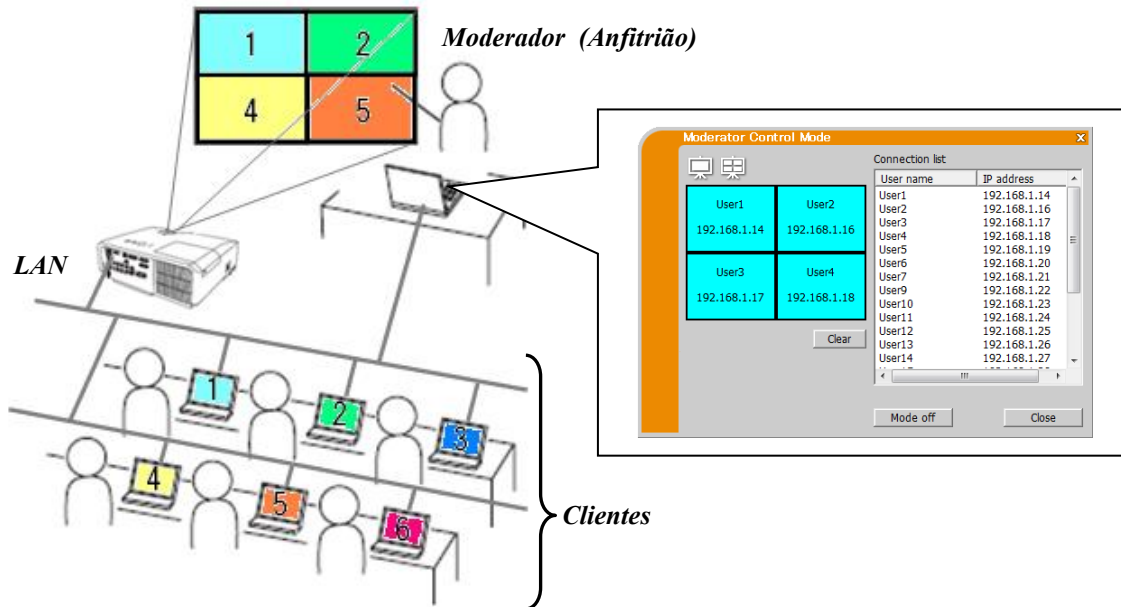 Moderador (Anfitrião)
1
2
4
5
LAN
1
2
3
4
5
6
Clientes
Moderator Control Mode
x
Connection list
User name IP address
User1
192.168.1.14
User2
192.168.1.16
User3
192.168.1.17
User4
192.168.1.18
Clear
User1 192.168.1.14
User2 192.168.1.16
User3 192.168.1.17
User4 192.168.1.18
User5 192.168.1.19
User6 192.168.1.20
User7 192.168.1.21
User9 192.168.1.22
User10 192.168.1.23
User11 192.168.1.24
User12 192.168.1.25
User13 192.168.1.26
User14 192.168.1.27
Mode off
Close